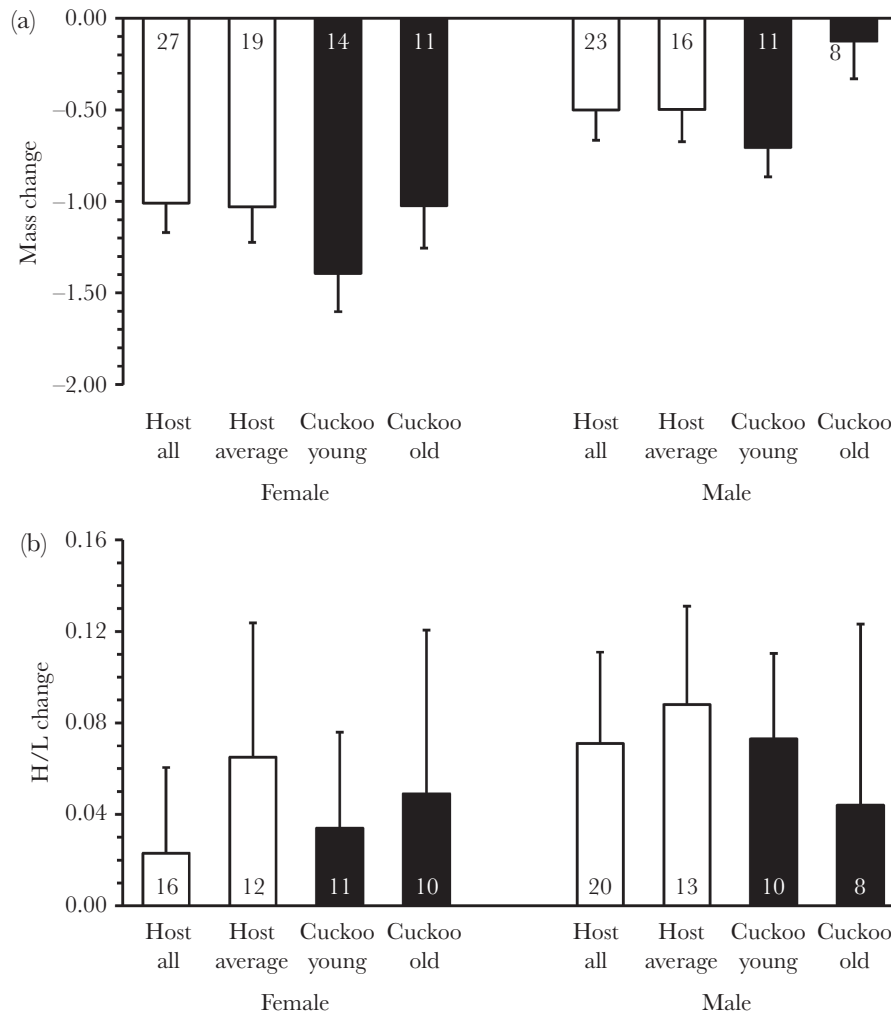 (a)
0.00
–0.50
–1.00
–1.50
–2.00
Mass change
27 19 14 11 23 16 11 8
Host Host Cuckoo Cuckoo Host Host Cuckoo Cuckoo
all average young old all average young old
Female Male
(b)
0.16
0.12
0.08
0.04
0.00
H/L change
16 12 11 10 20 13 10 8
Host Host Cuckoo Cuckoo Host Host Cuckoo Cuckoo
all average young old all average young old
Female Male